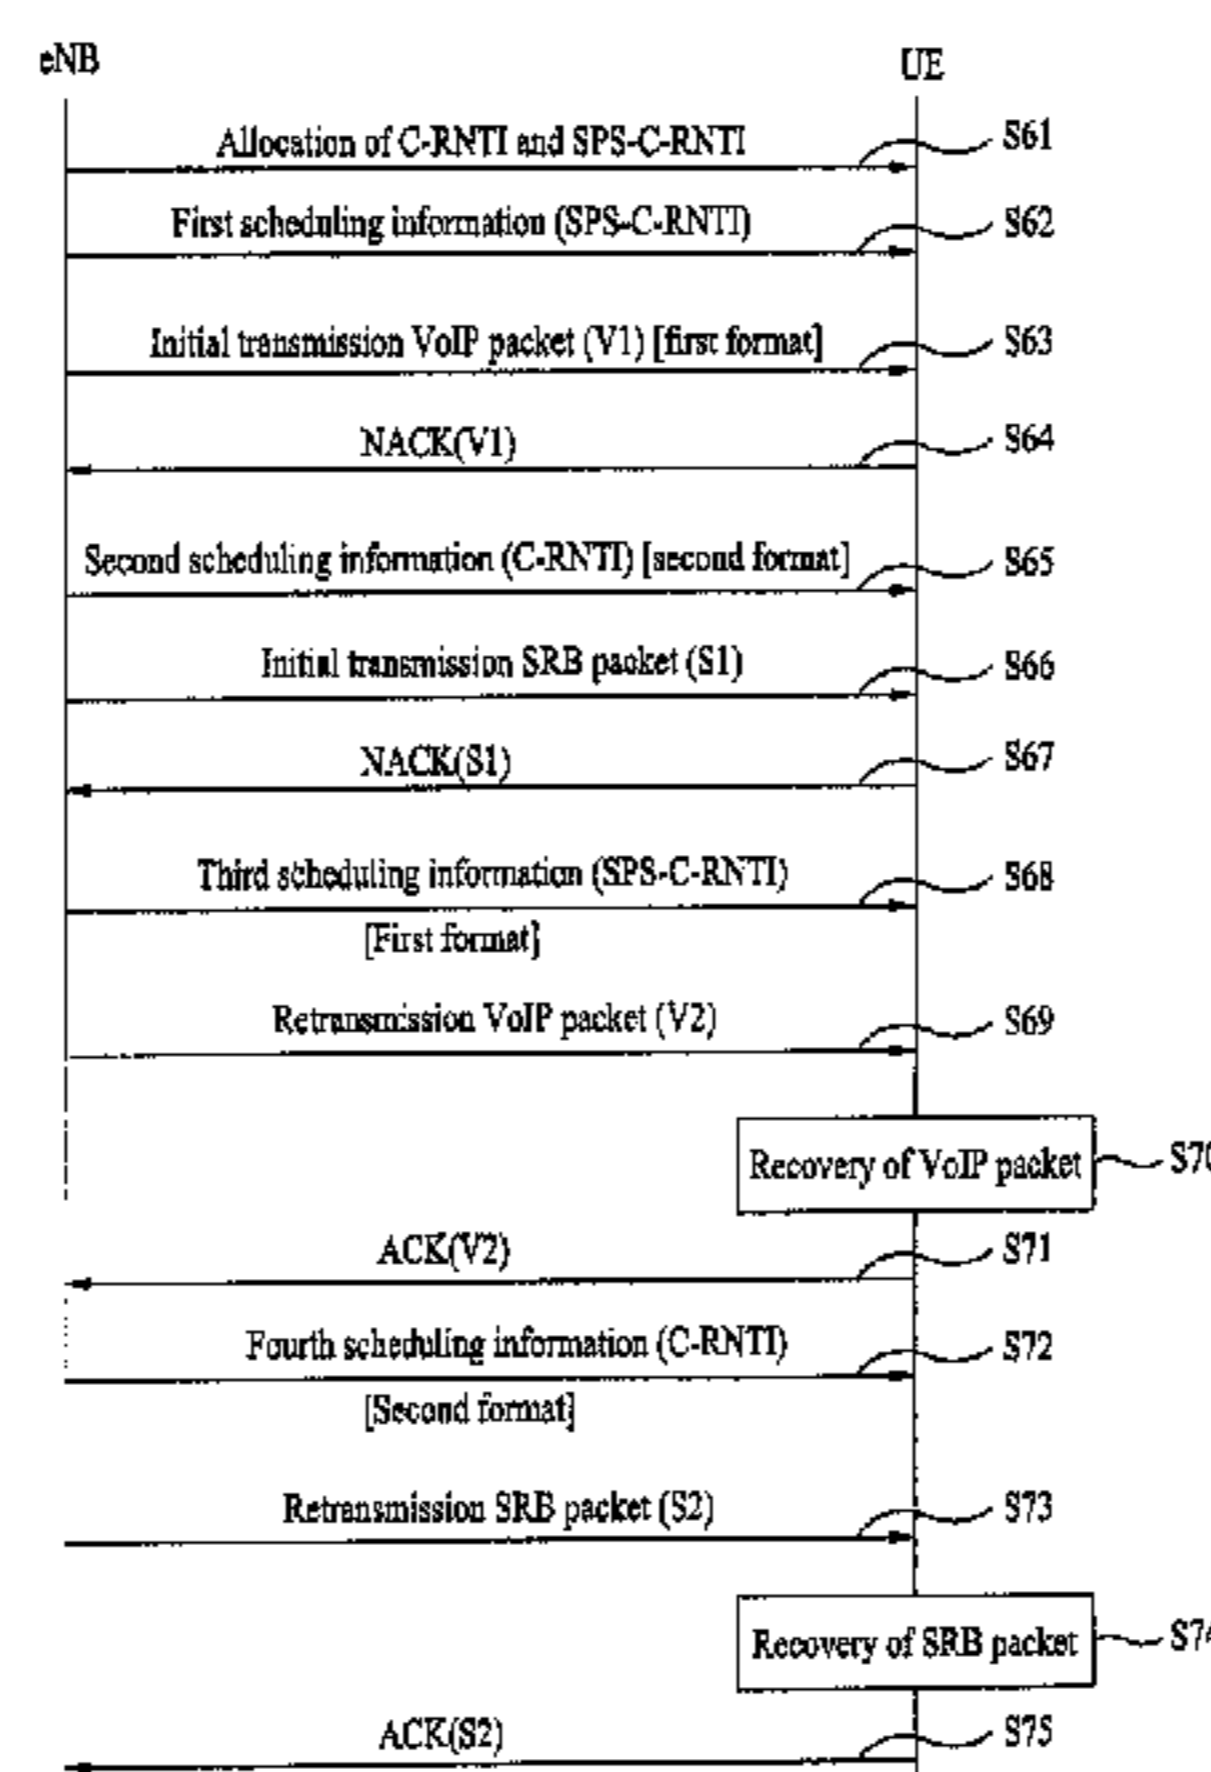 eNB
UE
Allocation of C-RNTI and SPS-C-RNTI
S61
First scheduling information (SPS-C-RNTI)
S62
Initial transmission VoIP packet (V1) [first format]
S63
NACK(V1)
S64
Second scheduling information (C-RNTI) [second format]
S65
Initial transmission SRB packet (S1)
S66
NACK(S1)
S67
Third scheduling information (SPS-C-RNTI)
S68
[First format]
Retransmission VoIP packet (V2)
S69
Recovery of VoIP packet
S70
ACK(V2)
S71
Fourth scheduling information (C-RNTI)
S72
[Second format]
Retransmission SRB packet (S2)
S73
Recovery of SRB packet
S74
ACK(S2)
S75